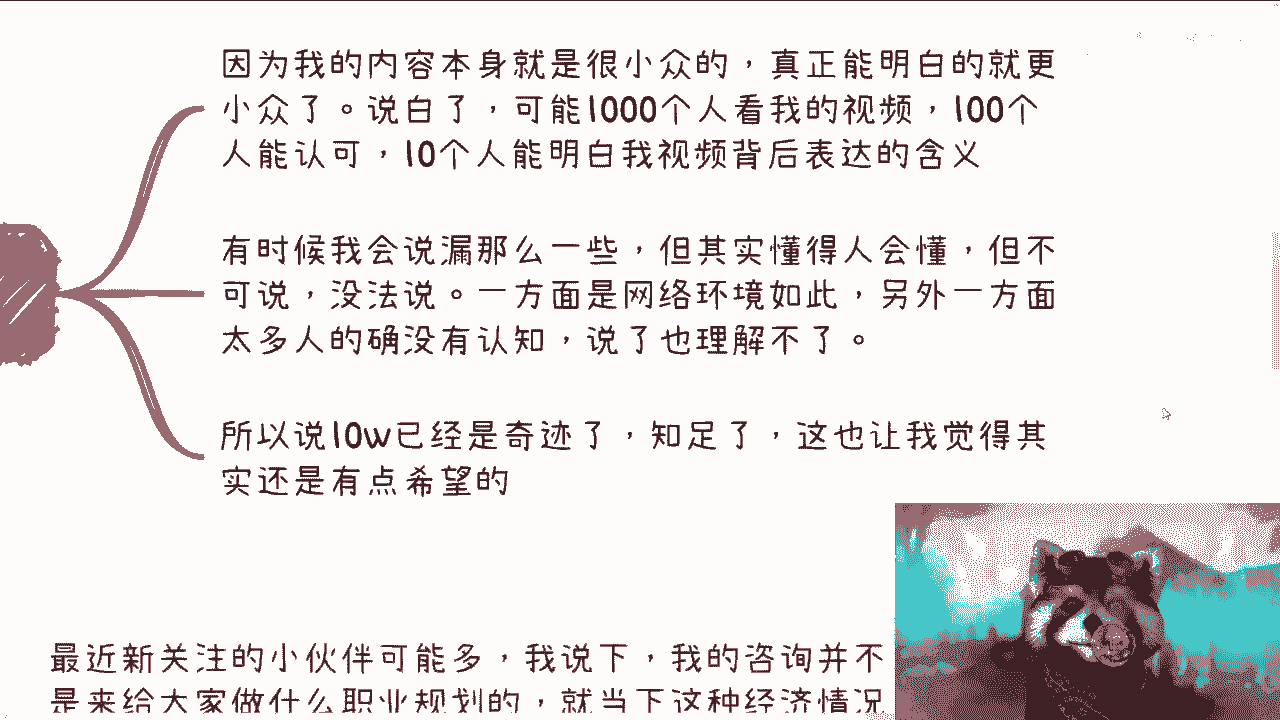 因为我的内容本身就是很小众的，真正能明白的就更
小众了。说白了，可能1000个人看我的视频，100个
人能认可，10个人能明白我视频背后表达的含义
有时候我会说漏那么一些，但其实懂得人会懂，但不
可说，没法说。一方面是网络环境如此，另外一方面
太多人的确没有认知，说了也理解不了。
所以说10w已经是奇迹了，知足了，这也让我觉得其
实还是有点希望的
最近新关注的小伙伴可能多，我说下，我的咨询并不
是来给大家做什么职业规划的，就当下这种经济情况